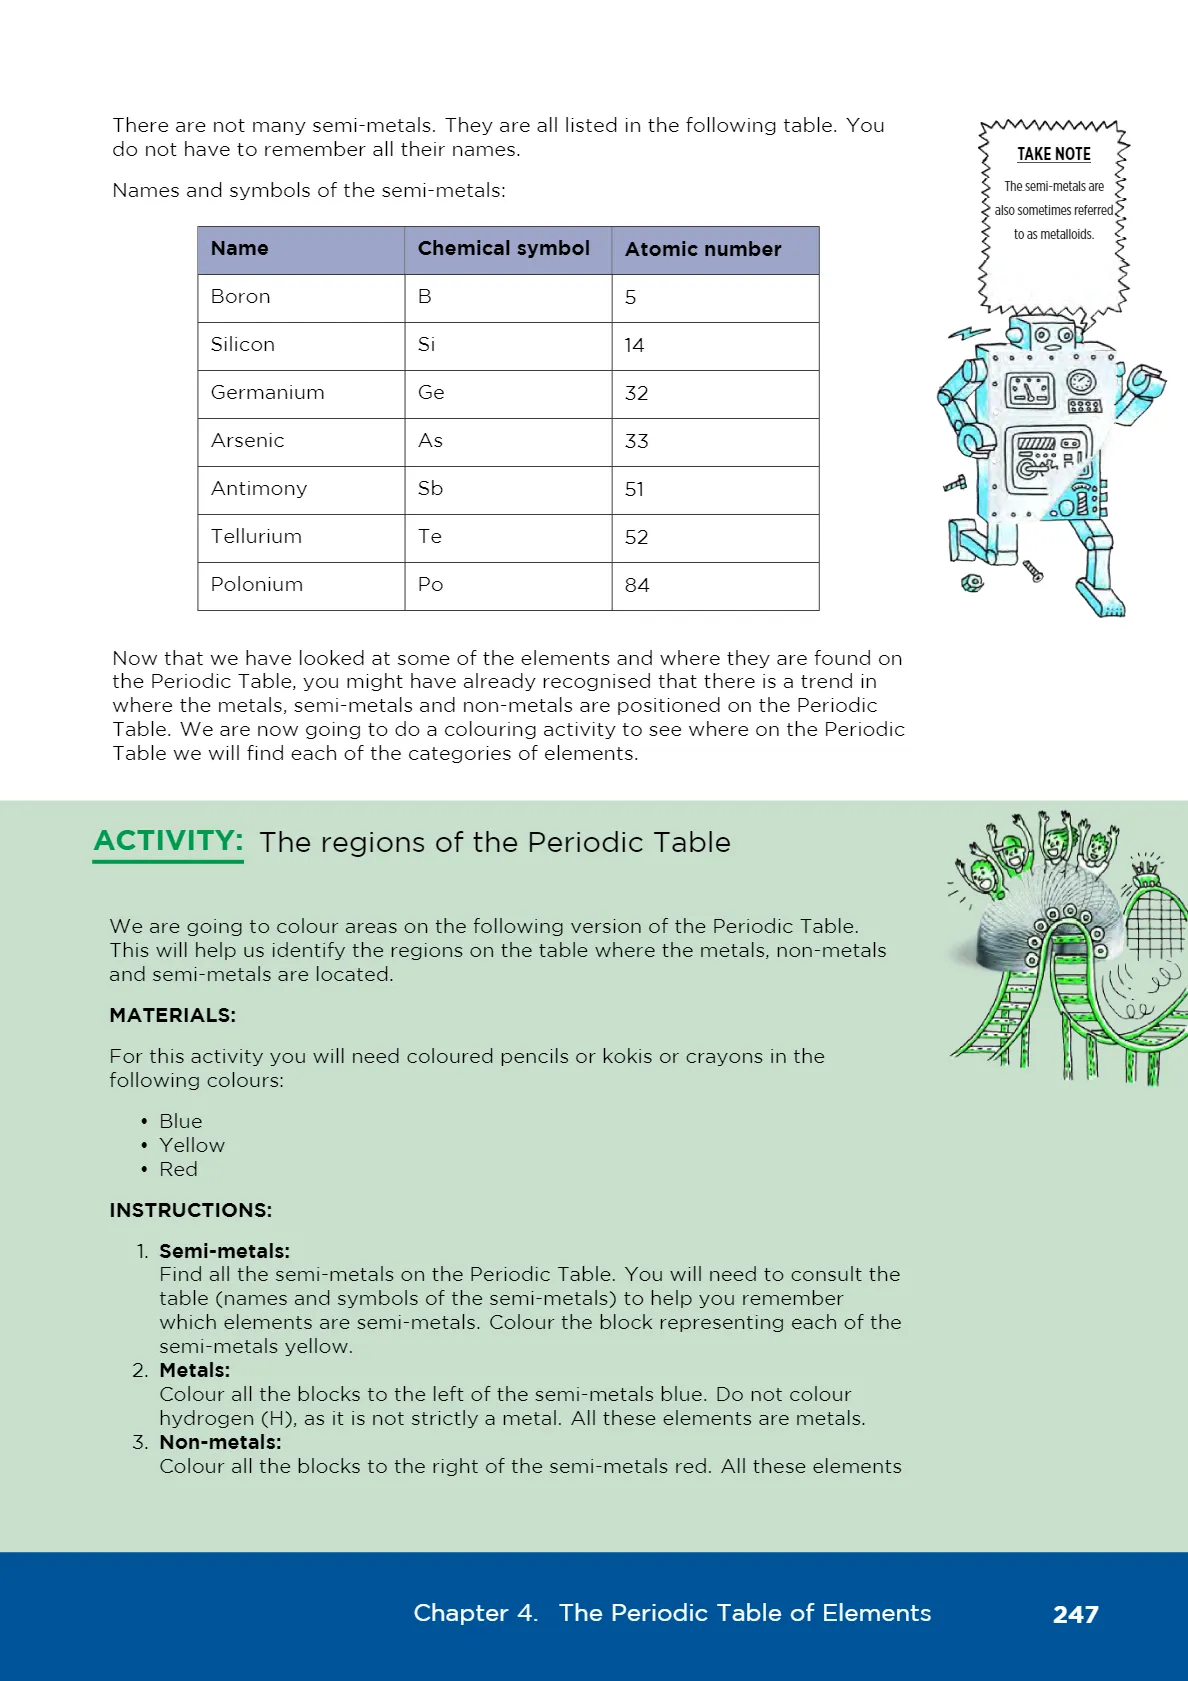 There are not many semi-metals. They are all listed in the following table. You
do not have to remember all their names.
Names and symbols of the semi-metals:
Name Chemical symbol Atomic number
Boron B 5
Silicon Si 14
Germanium Ge 32
Arsenic As 33
Antimony Sb 51
Tellurium Te 52
Polonium Po 84
TAKE NOTE
The semi-metals are
also sometimes referred
to as metalloids.
Now that we have looked at some of the elements and where they are found on
the Periodic Table, you might have already recognised that there is a trend in
where the metals, semi-metals and non-metals are positioned on the Periodic
Table. We are now going to do a colouring activity to see where on the Periodic
Table we will find each of the categories of elements.
ACTIVITY: The regions of the Periodic Table
We are going to colour areas on the following version of the Periodic Table.
This will help us identify the regions on the table where the metals, non-metals
and semi-metals are located.
MATERIALS:
For this activity you will need coloured pencils or kokis or crayons in the
following colours:
• Blue
• Yellow
• Red
INSTRUCTIONS:
1. Semi-metals:
Find all the semi-metals on the Periodic Table. You will need to consult the
table (names and symbols of the semi-metals) to help you remember
which elements are semi-metals. Colour the block representing each of the
semi-metals yellow.
2. Metals:
Colour all the blocks to the left of the semi-metals blue. Do not colour
hydrogen (H), as it is not strictly a metal. All these elements are metals.
3. Non-metals:
Colour all the blocks to the right of the semi-metals red. All these elements
Chapter 4. The Periodic Table of Elements 247